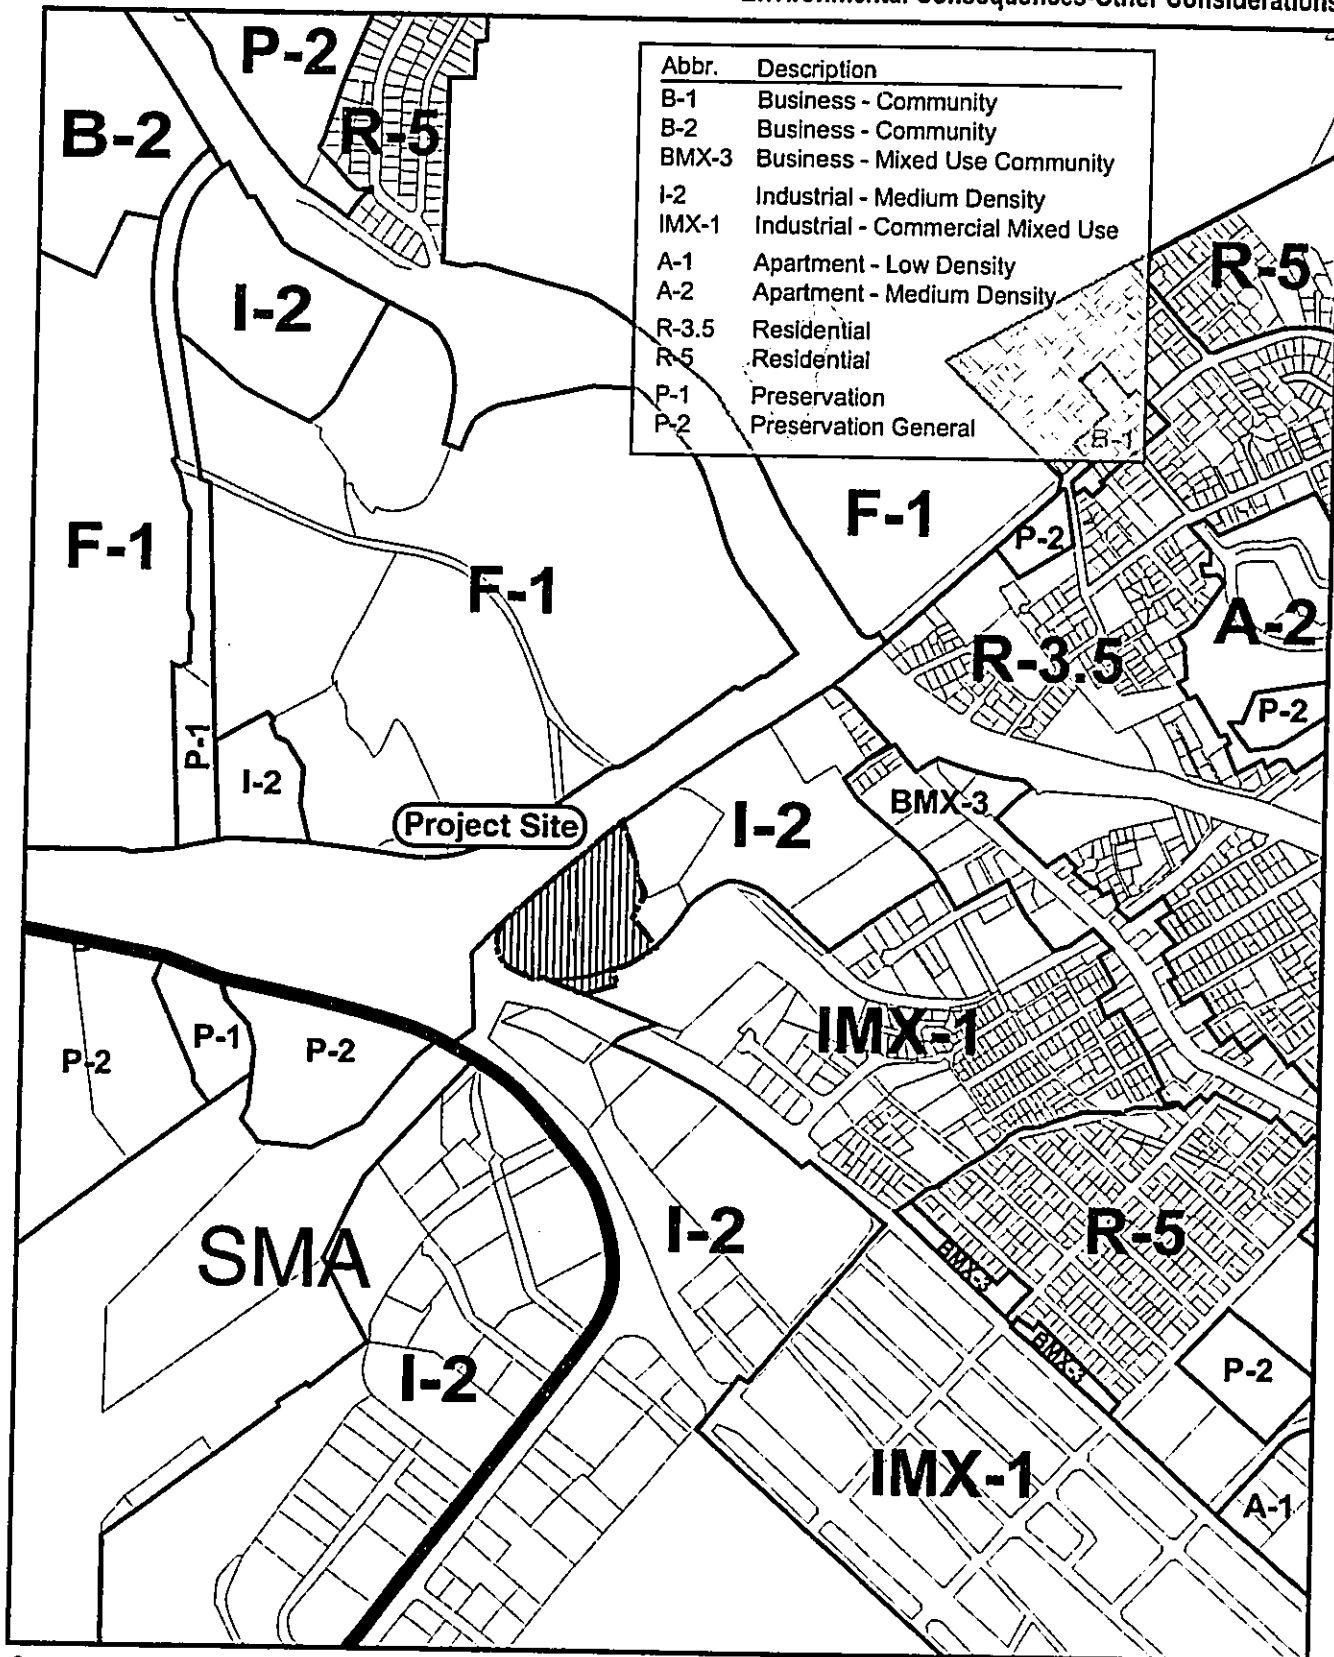 Environmental Consequences-Other Considerations
Abbr. Description
B-1 Business - Community
B-2 Business - Community
BMX-3 Business - Mixed Use Community
I-2 Industrial - Medium Density
IMX-1 Industrial - Commercial Mixed Use
A-1 Apartment - Low Density
A-2 Apartment - Medium Density
R-3.5 Residential
R-5 Residential
P-1 Preservation
P-2 Preservation General
P-2
B-2
R-5
R-5
I-2
B-1
F-1
F-1
P-2
F-1
A-2
R-3.5
P-2
P-1
I-2
BMX-3
I-2
Project Site
IMX-1
P-2
P-1
P-2
SMA
I-2
R-5
BMX-3
BMX-3
I-2
P-2
IMX-1
A-1